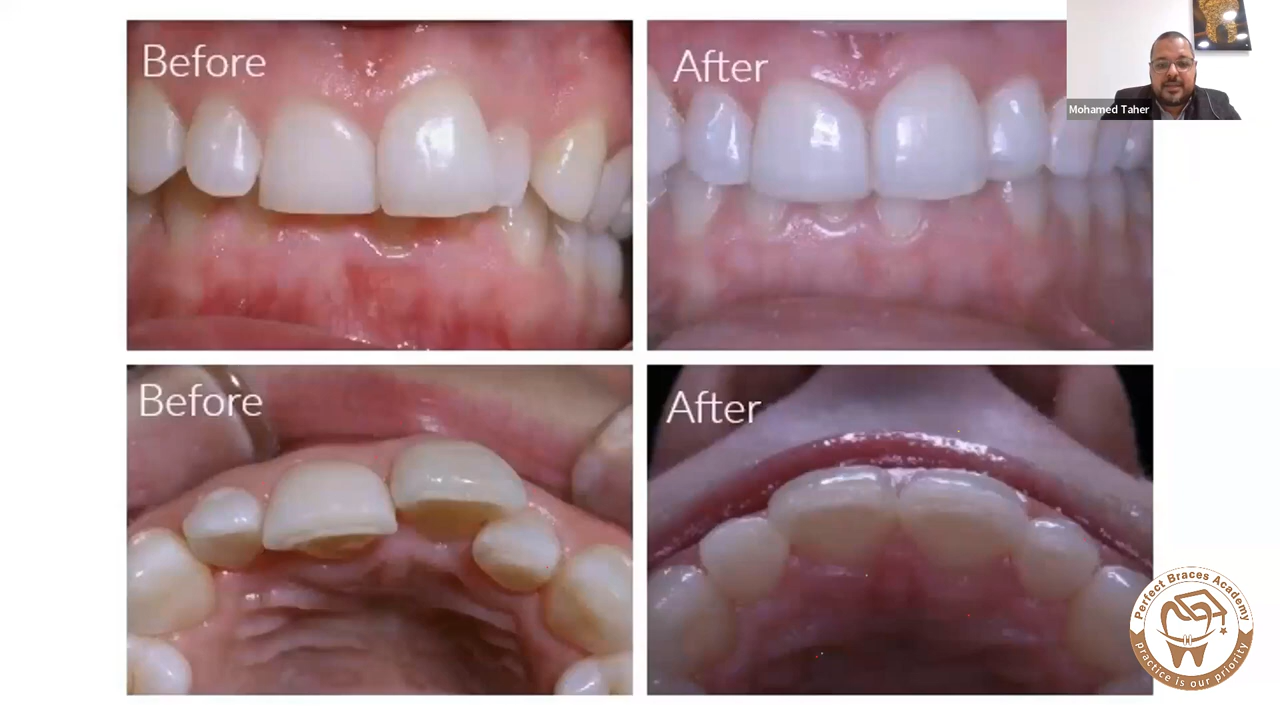 Before
After
Mohamed Taher
Before
After
Perfect Braces Academy
practice is our priority